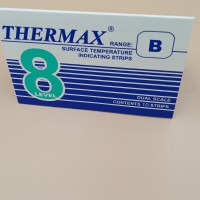 THERMAX®
RANGE: B
SURFACE TEMPERATURE
INDICATING STRIPS
8
LEVEL
DUAL SCALE
CONTENTS 10 STRIPS